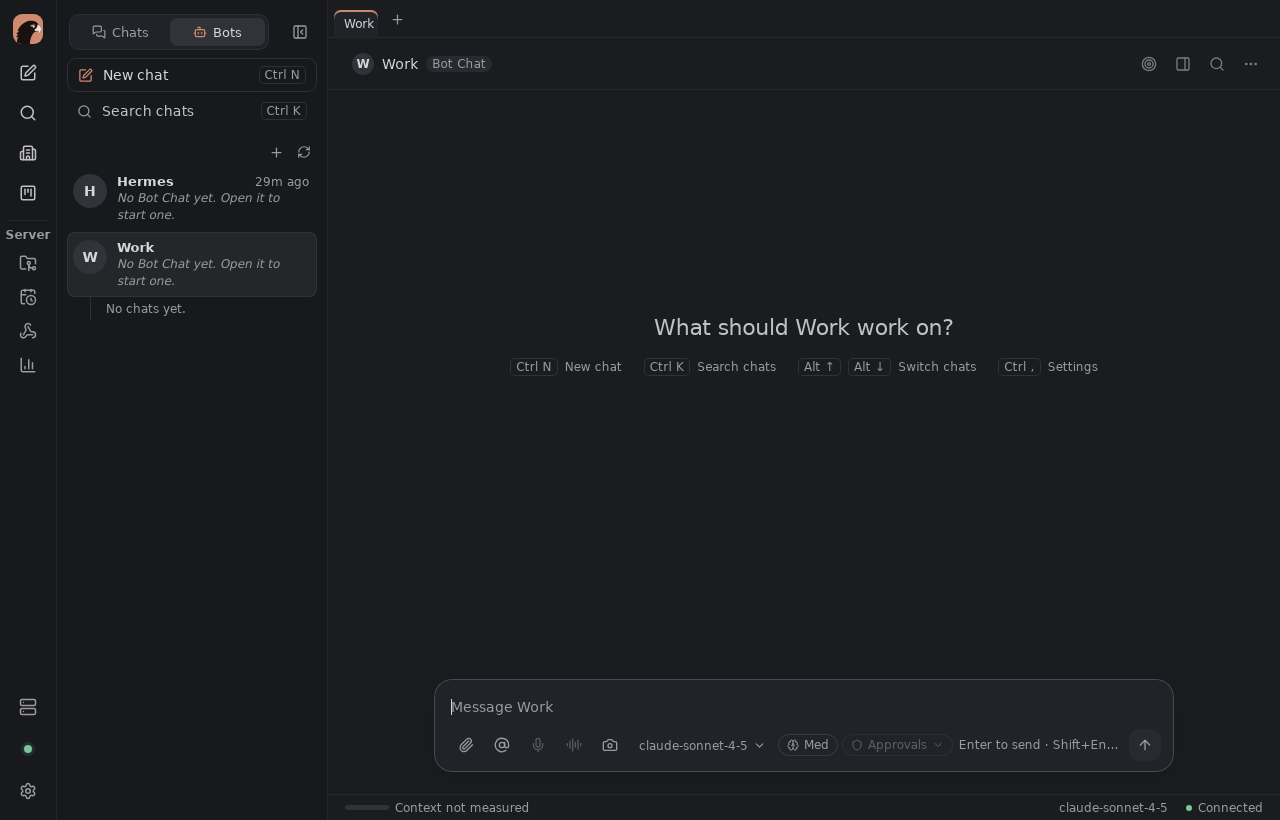 Chats
Bots
New chat
Ctrl N
Search chats
Ctrl K
Server
H
Hermes
29m ago
No Bot Chat yet. Open it to
start one.
W
Work
No Bot Chat yet. Open it to
start one.
No chats yet.
Work
W Work Bot Chat
What should Work work on?
Ctrl N New chat Ctrl K Search chats Alt ↑ Alt ↓ Switch chats Ctrl , Settings
Message Work
claude-sonnet-4-5 Med Approvals Enter to send · Shift+En…
Context not measured
claude-sonnet-4-5 Connected